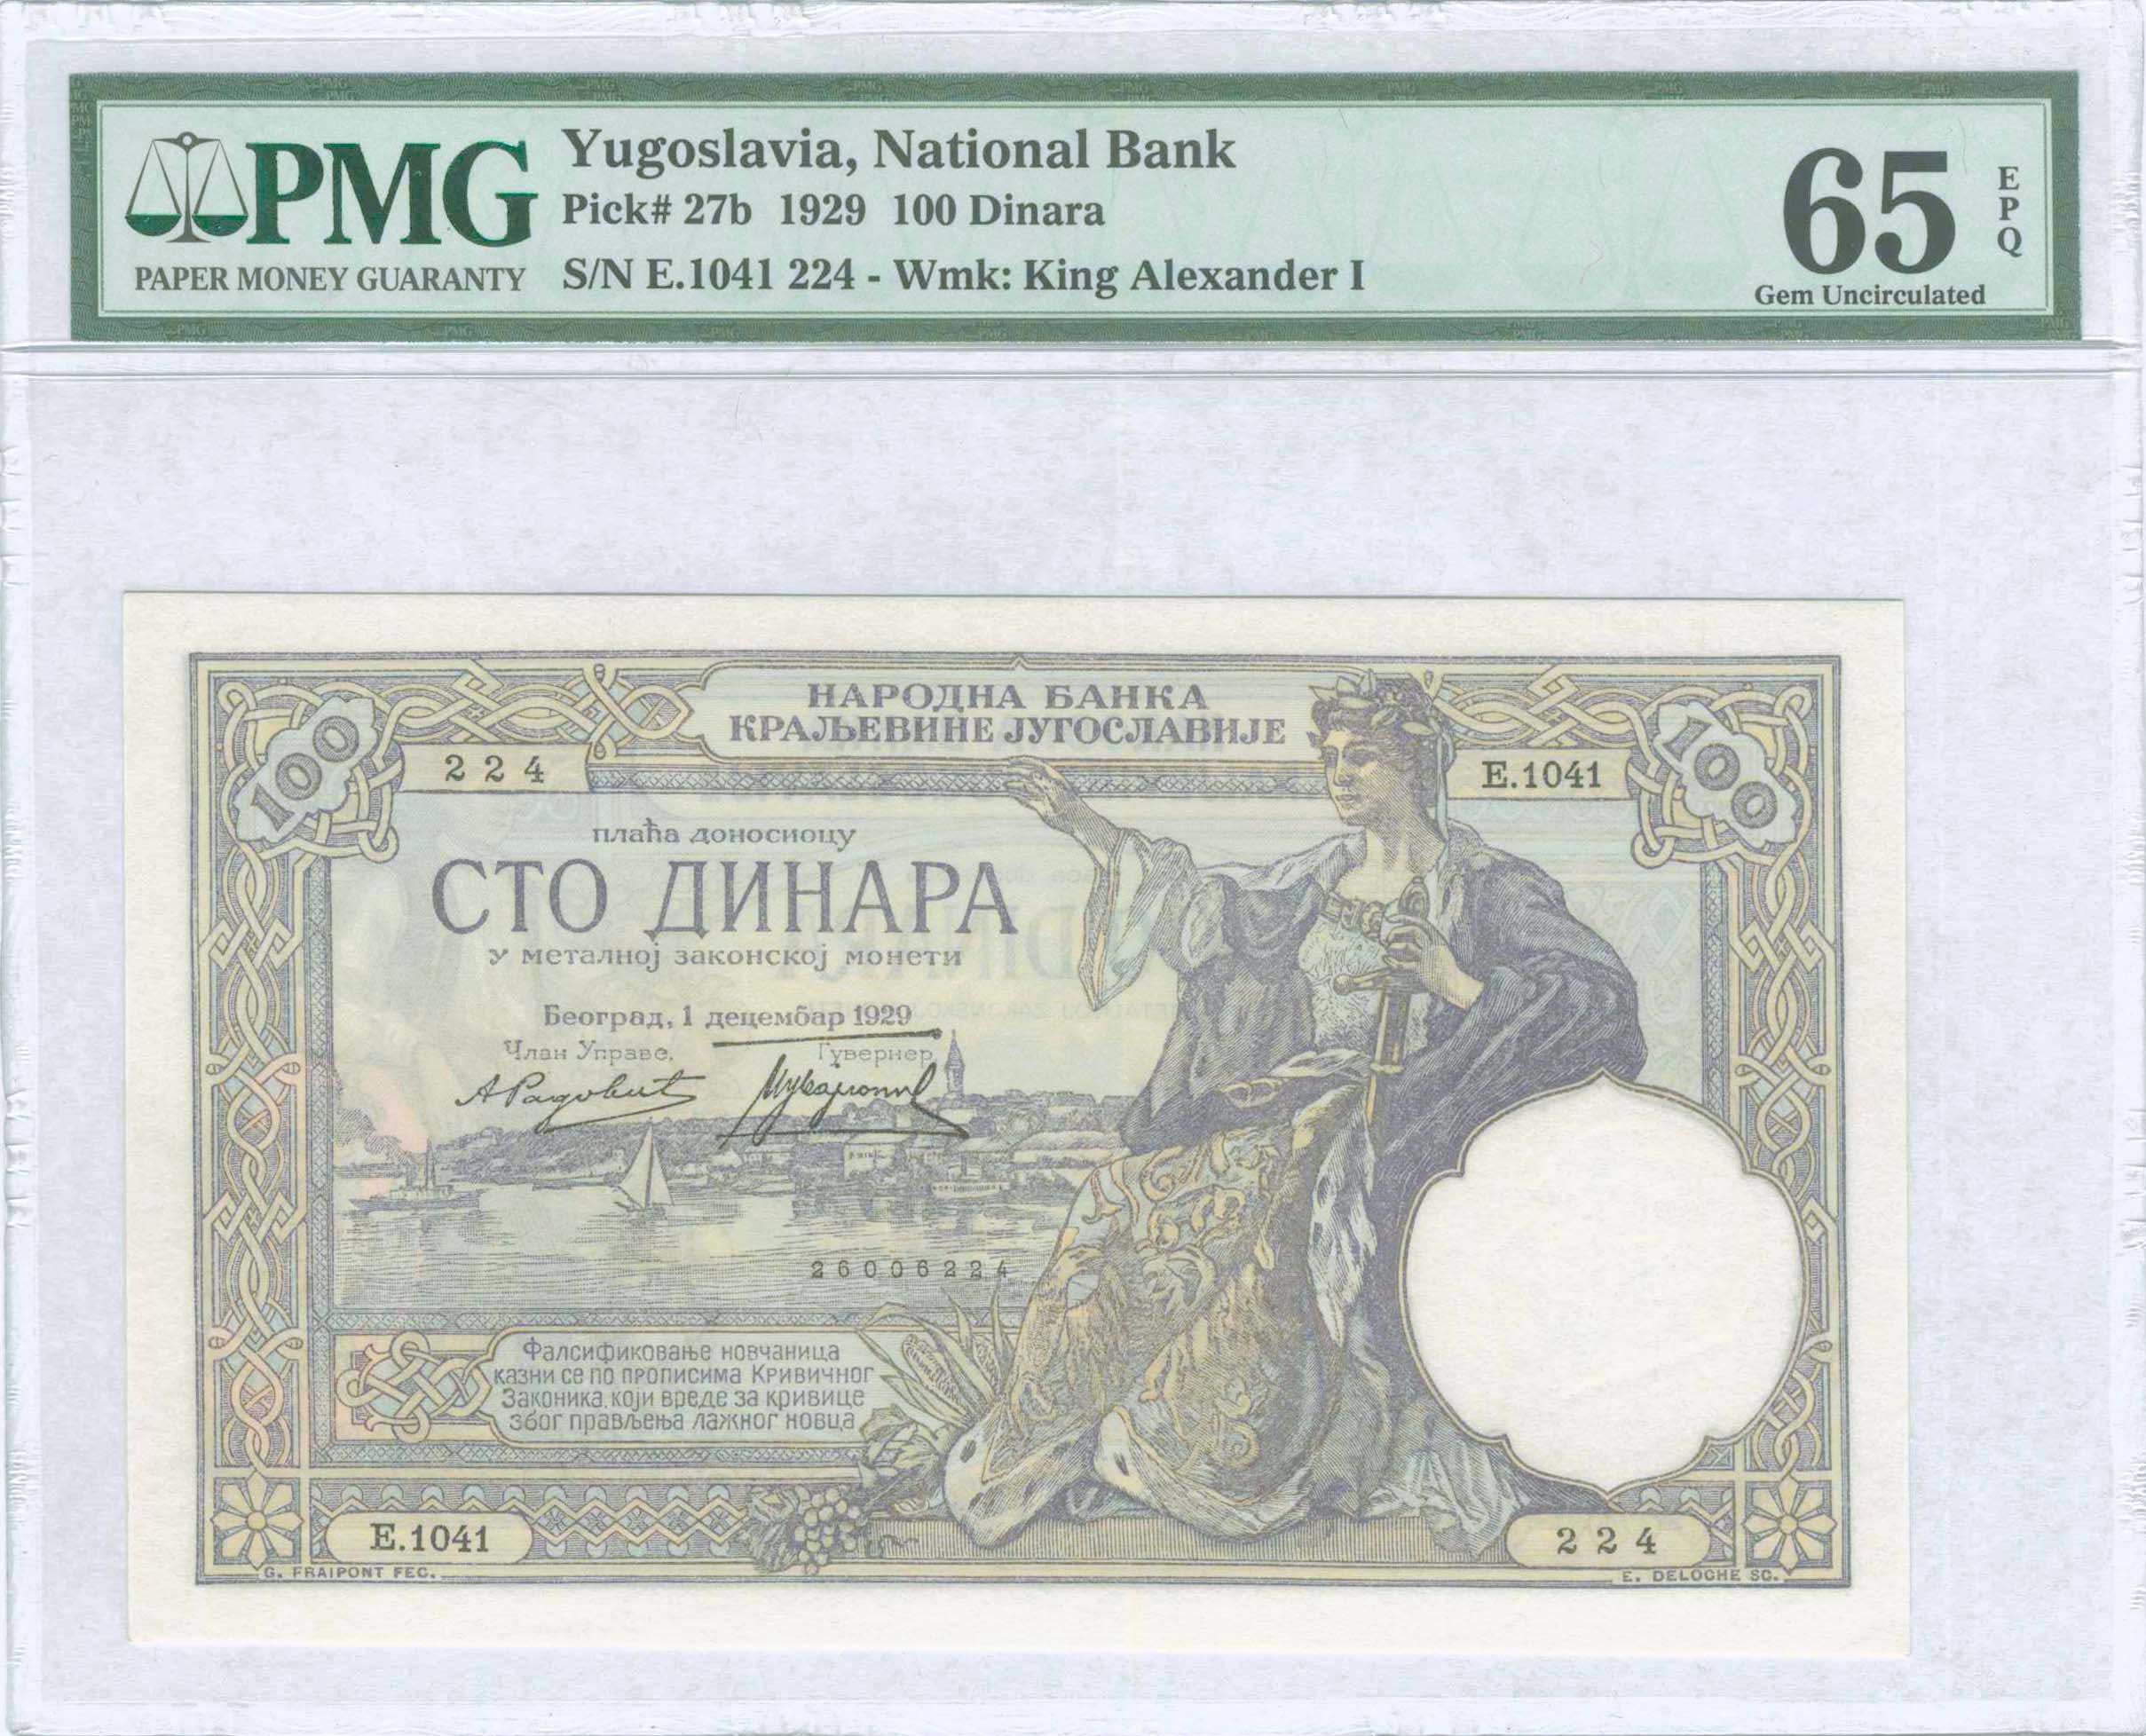 PMG
PAPER MONEY GUARANTY
Yugoslavia, National Bank
Pick# 27b 1929 100 Dinara
S/N E.1041 224 - Wmk: King Alexander I
65
EPQ
Gem Uncirculated
НАРОДНА БАНКА
КРАЉЕВИНЕ ЈУГОСЛАВИЈЕ
100
224
E.1041
100
плаћа доносиоцу
СТО ДИНАРА
у металној законској монети
Београд, 1 децембар 1929
Члан Управе, Гувернер,
26006224
Фалсификовање новчаница
казни се по прописима Кривичног
Законика, који вреде за кривице
због прављења лажног новца
E.1041
224
G. FRAIPONT FEC.
E. DELOCHE SC.